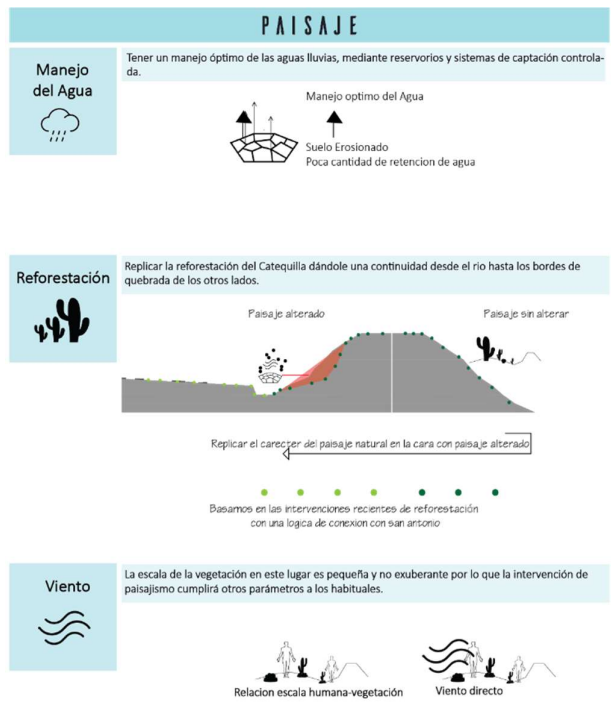 PAISAJE
Manejo
del Agua
Tener un manejo óptimo de las aguas lluvias, mediante reservorios y sistemas de captación controla-
da.
Manejo optimo del Agua
Suelo Erosionado
Poca cantidad de retencion de agua
Reforestación
Replicar la reforestación del Catequilla dándole una continuidad desde el rio hasta los bordes de
quebrada de los otros lados.
Paisaje alterado
Paisaje sin alterar
Replicar el carecter del paisaje natural en la cara con paisaje alterado
Basamos en las intervenciones recientes de reforestación
con una logica de conexion con san antonio
Viento
La escala de la vegetación en este lugar es pequeña y no exuberante por lo que la intervención de
paisajismo cumplirá otros parámetros a los habituales.
Relacion escala humana-vegetación
Viento directo